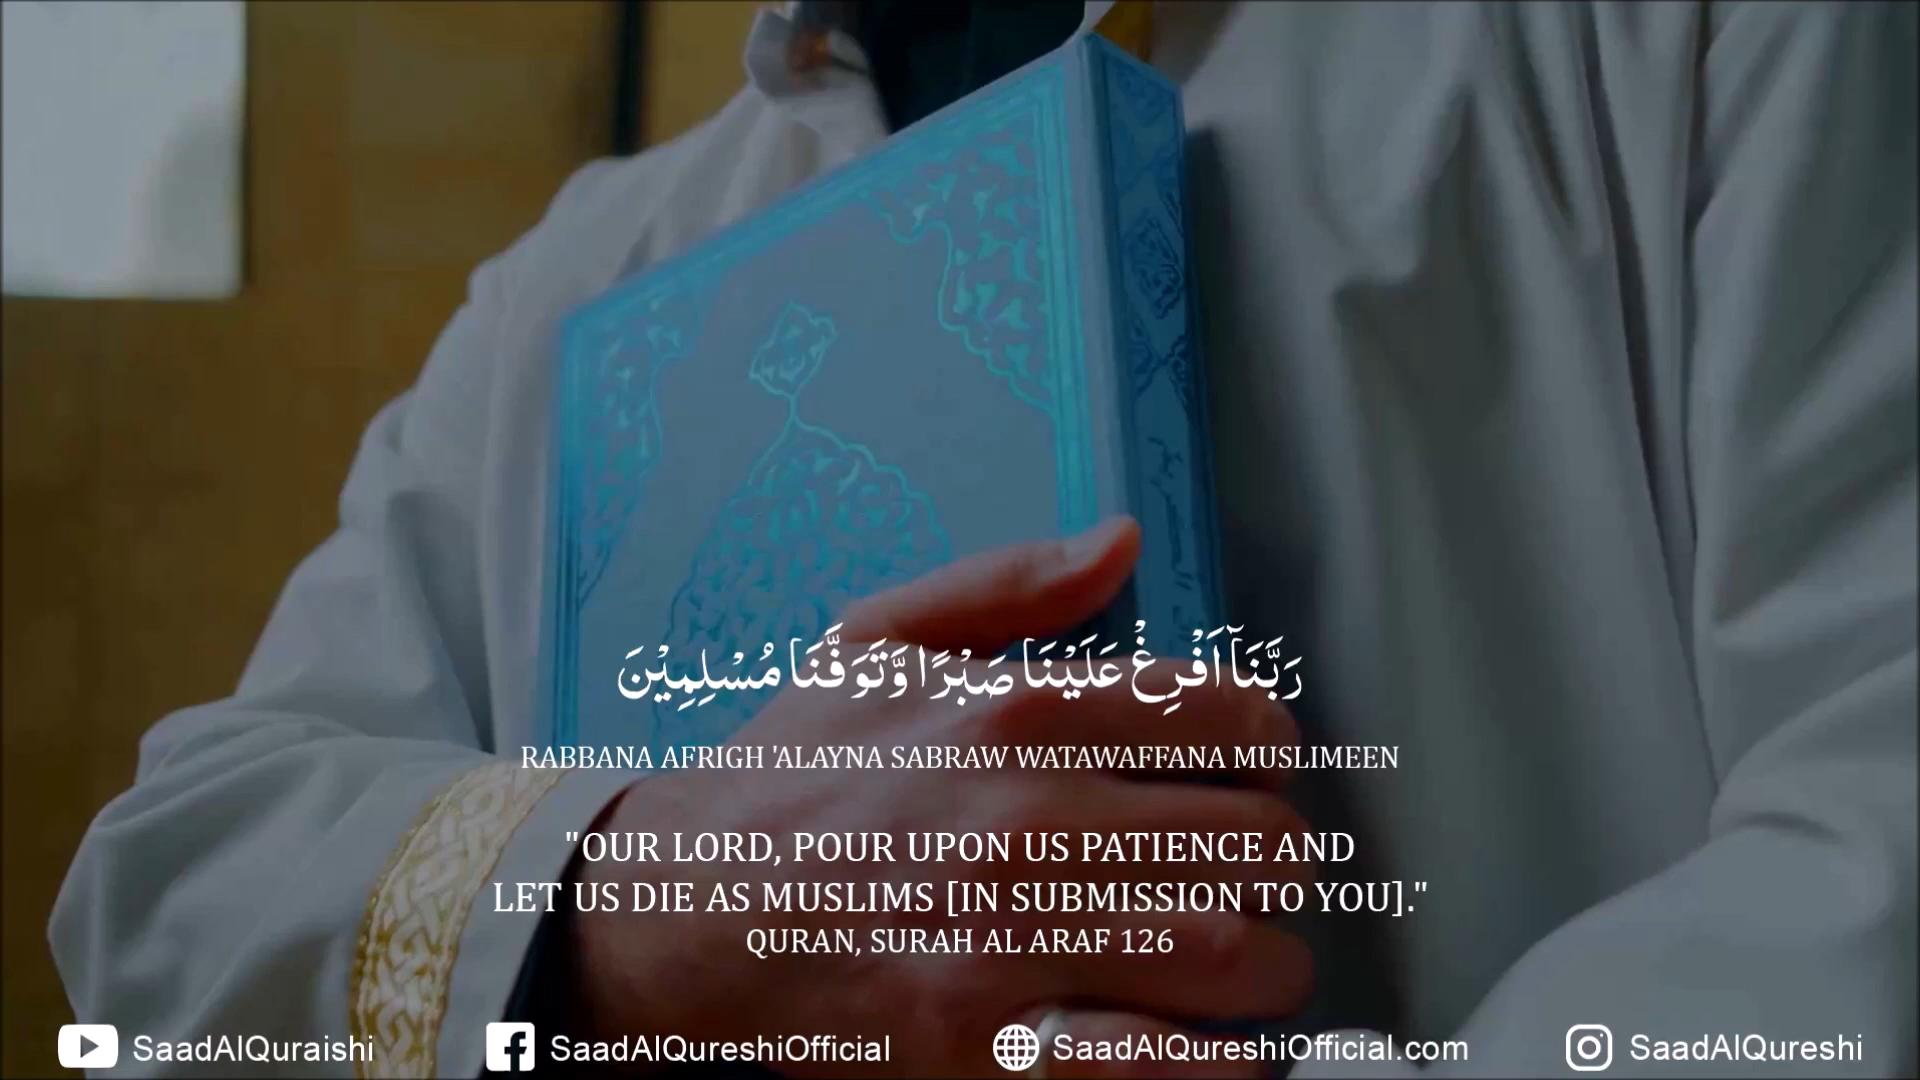 رَبَّنَآ اَفْرِغْ عَلَيْنَا صَبْرًا وَّتَوَفَّنَا مُسْلِمِيْنَ
RABBANA AFRIGH 'ALAYNA SABRAW WATAWAFFANA MUSLIMEEN
"OUR LORD, POUR UPON US PATIENCE AND
LET US DIE AS MUSLIMS [IN SUBMISSION TO YOU]."
QURAN, SURAH AL ARAF 126
SaadAlQuraishi SaadAlQureshiOfficial SaadAlQureshiOfficial.com SaadAlQureshi